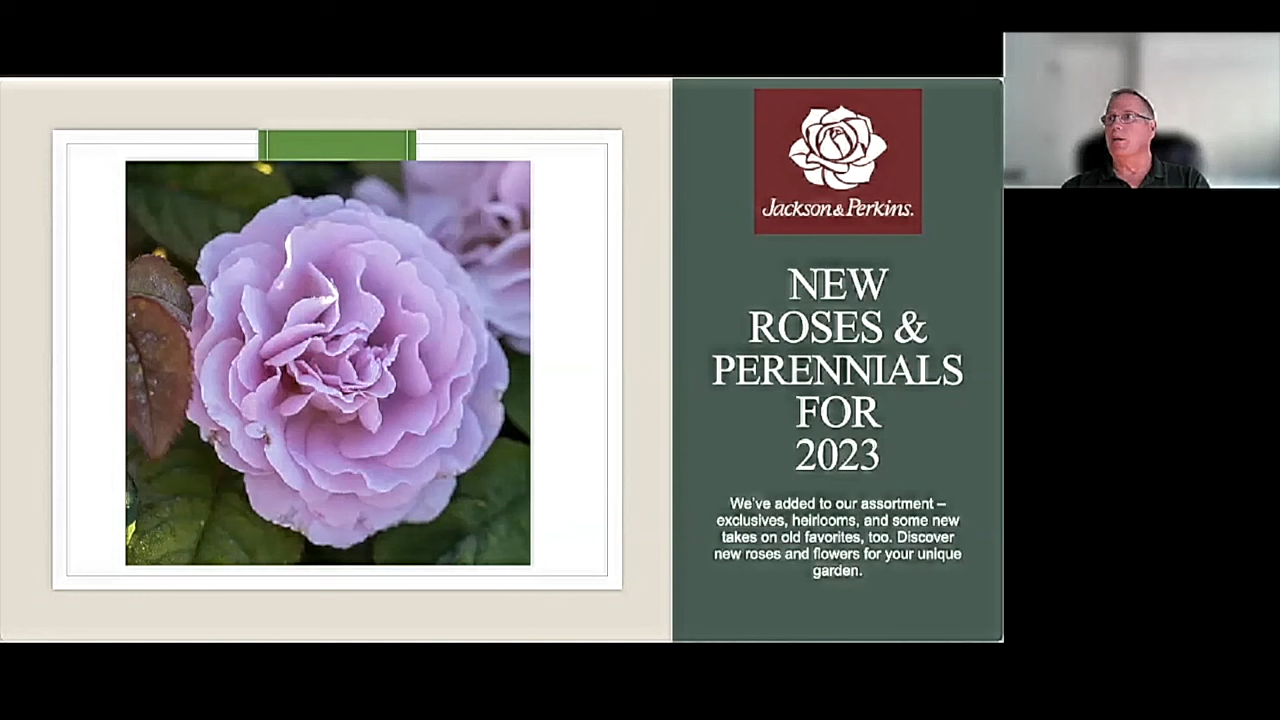 Jackson & Perkins.
NEW
ROSES &
PERENNIALS
FOR
2023
We've added to our assortment –
exclusives, heirlooms, and some new
takes on old favorites, too. Discover
new roses and flowers for your unique
garden.